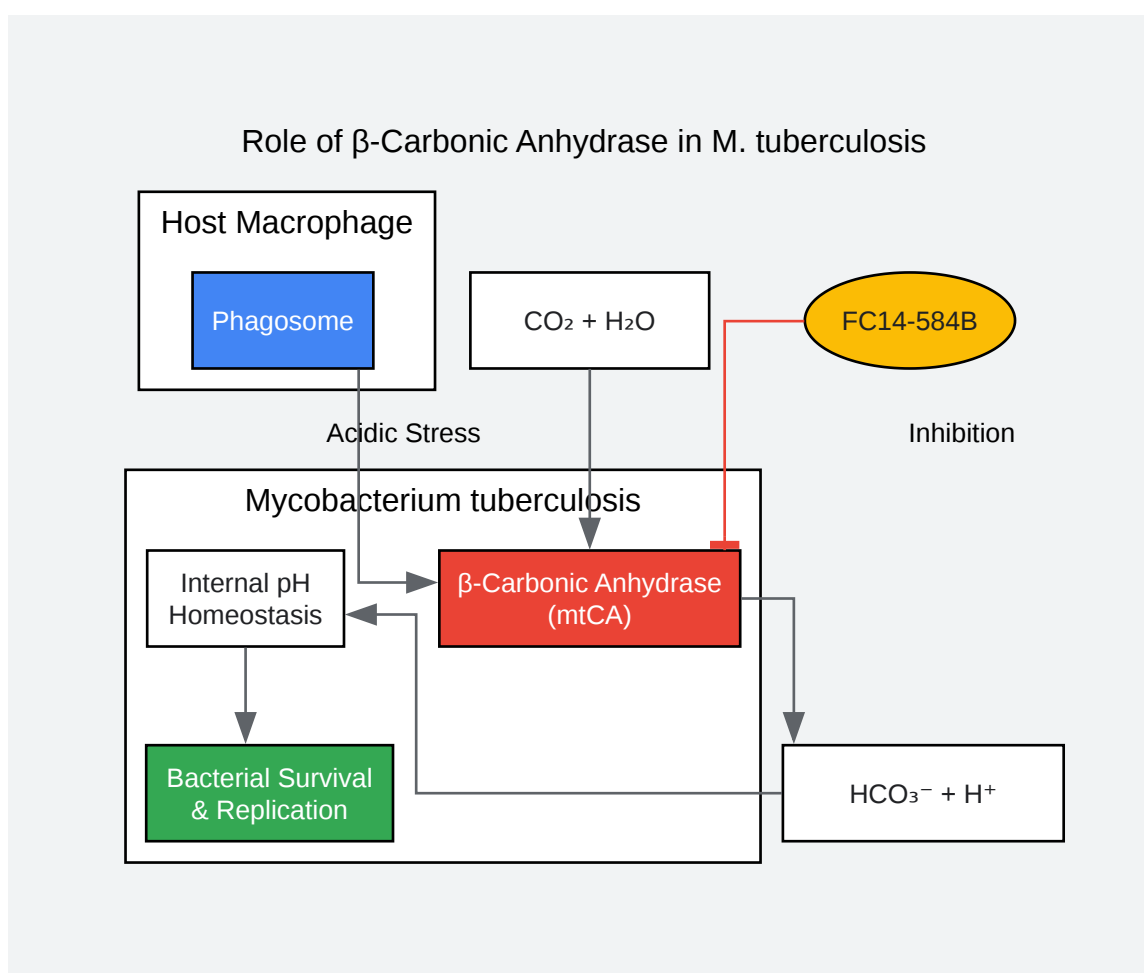 Role of β-Carbonic Anhydrase in M. tuberculosis
Host Macrophage
Phagosome
CO₂ + H₂O
FC14-584B
Acidic Stress
Inhibition
Mycobacterium tuberculosis
Internal pH
Homeostasis
β-Carbonic Anhydrase
(mtCA)
Bacterial Survival
& Replication
HCO₃⁻ + H⁺